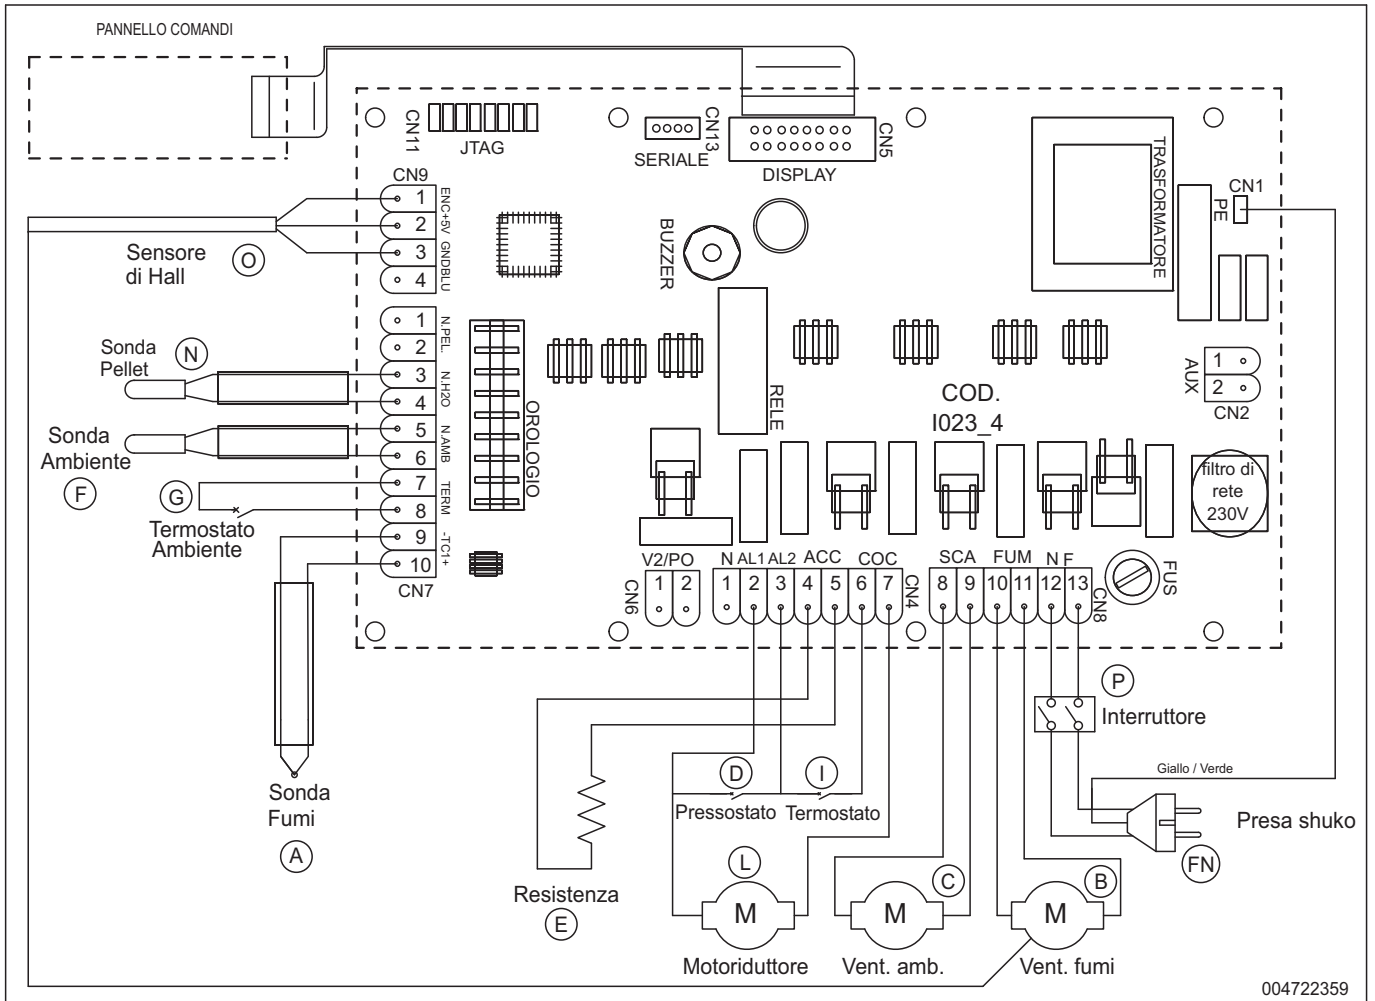 PANNELLO COMANDI
CN11
JTAG
SERIALE
CN13
DISPLAY
CN5
TRASFORMATORE
CN1
PE
CN9
1
2
3
4
ENC+5V
GNDBLU
Sensore
di Hall
O
BUZZER
RELE
COD.
I023_4
AUX
1
2
CN2
1
2
3
4
5
6
7
8
9
10
N.PEL.
N.H2O
N.AMB
TERM
-TC1+
CN7
OROLOGIO
Sonda
Pellet
N
Sonda
Ambiente
F
G
Termostato
Ambiente
filtro di
rete
230V
FUS
V2/PO
1 2
CN6
N AL1 AL2 ACC COC
1 2 3 4 5 6 7
CN4
SCA FUM N F
8 9 10 11 12 13
CN8
P
Interruttore
Giallo / Verde
Presa shuko
FN
Sonda
Fumi
A
D
Pressostato
I
Termostato
Resistenza
E
L
M
Motoriduttore
C
M
Vent. amb.
B
M
Vent. fumi
004722359